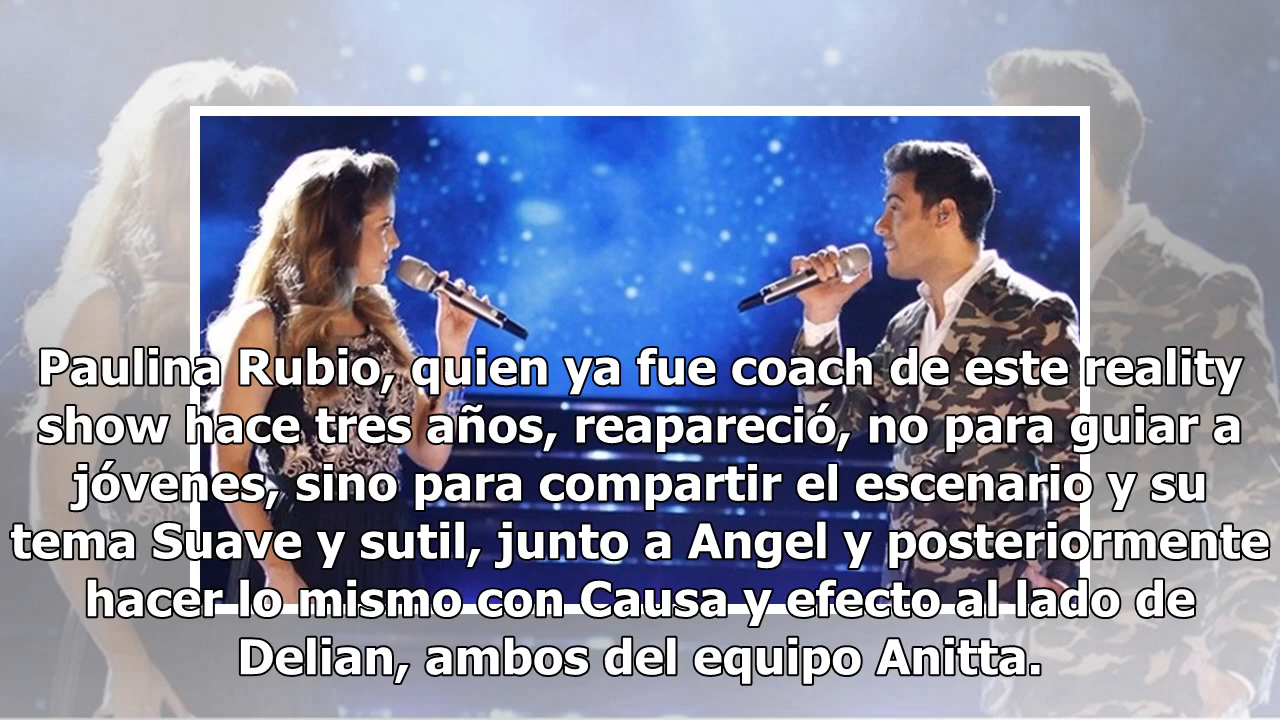 Paulina Rubio, quien ya fue coach de este reality
show hace tres años, reapareció, no para guiar a
jóvenes, sino para compartir el escenario y su
tema Suave y sutil, junto a Angel y posteriormente
hacer lo mismo con Causa y efecto al lado de
Delian, ambos del equipo Anitta.